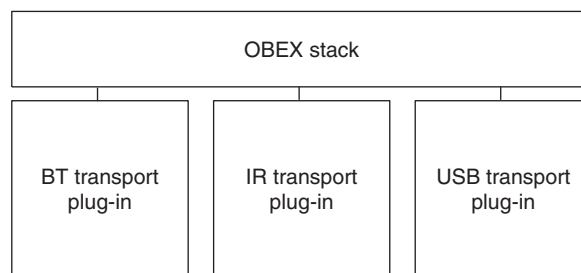 OBEX stack
BT transport
plug-in
IR transport
plug-in
USB transport
plug-in